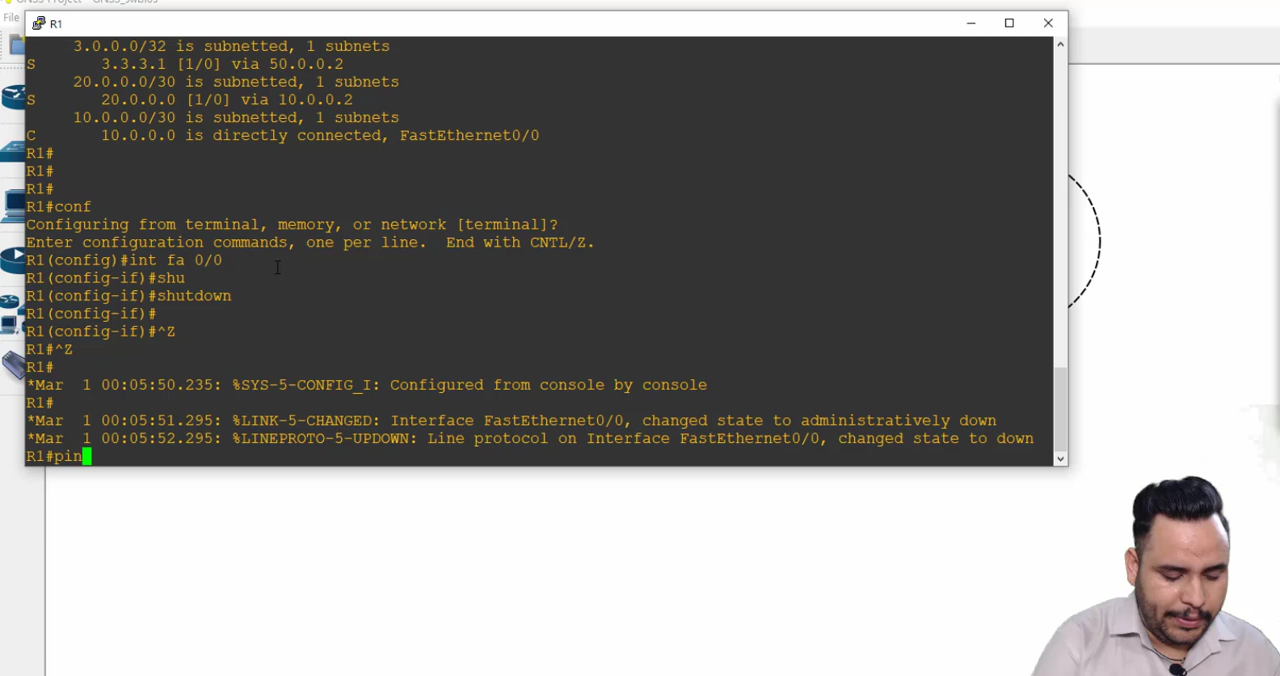 R1
File
3.0.0.0/32 is subnetted, 1 subnets
S 3.3.3.1 [1/0] via 50.0.0.2
20.0.0.0/30 is subnetted, 1 subnets
S 20.0.0.0 [1/0] via 10.0.0.2
10.0.0.0/30 is subnetted, 1 subnets
C 10.0.0.0 is directly connected, FastEthernet0/0
R1#
R1#
R1#
R1#conf
Configuring from terminal, memory, or network [terminal]?
Enter configuration commands, one per line.  End with CNTL/Z.
R1(config)#int fa 0/0
R1(config-if)#shu
R1(config-if)#shutdown
R1(config-if)#
R1(config-if)#^Z
R1#^Z
R1#
*Mar  1 00:05:50.235: %SYS-5-CONFIG_I: Configured from console by console
R1#
*Mar  1 00:05:51.295: %LINK-5-CHANGED: Interface FastEthernet0/0, changed state to administratively down
*Mar  1 00:05:52.295: %LINEPROTO-5-UPDOWN: Line protocol on Interface FastEthernet0/0, changed state to down
R1#pin